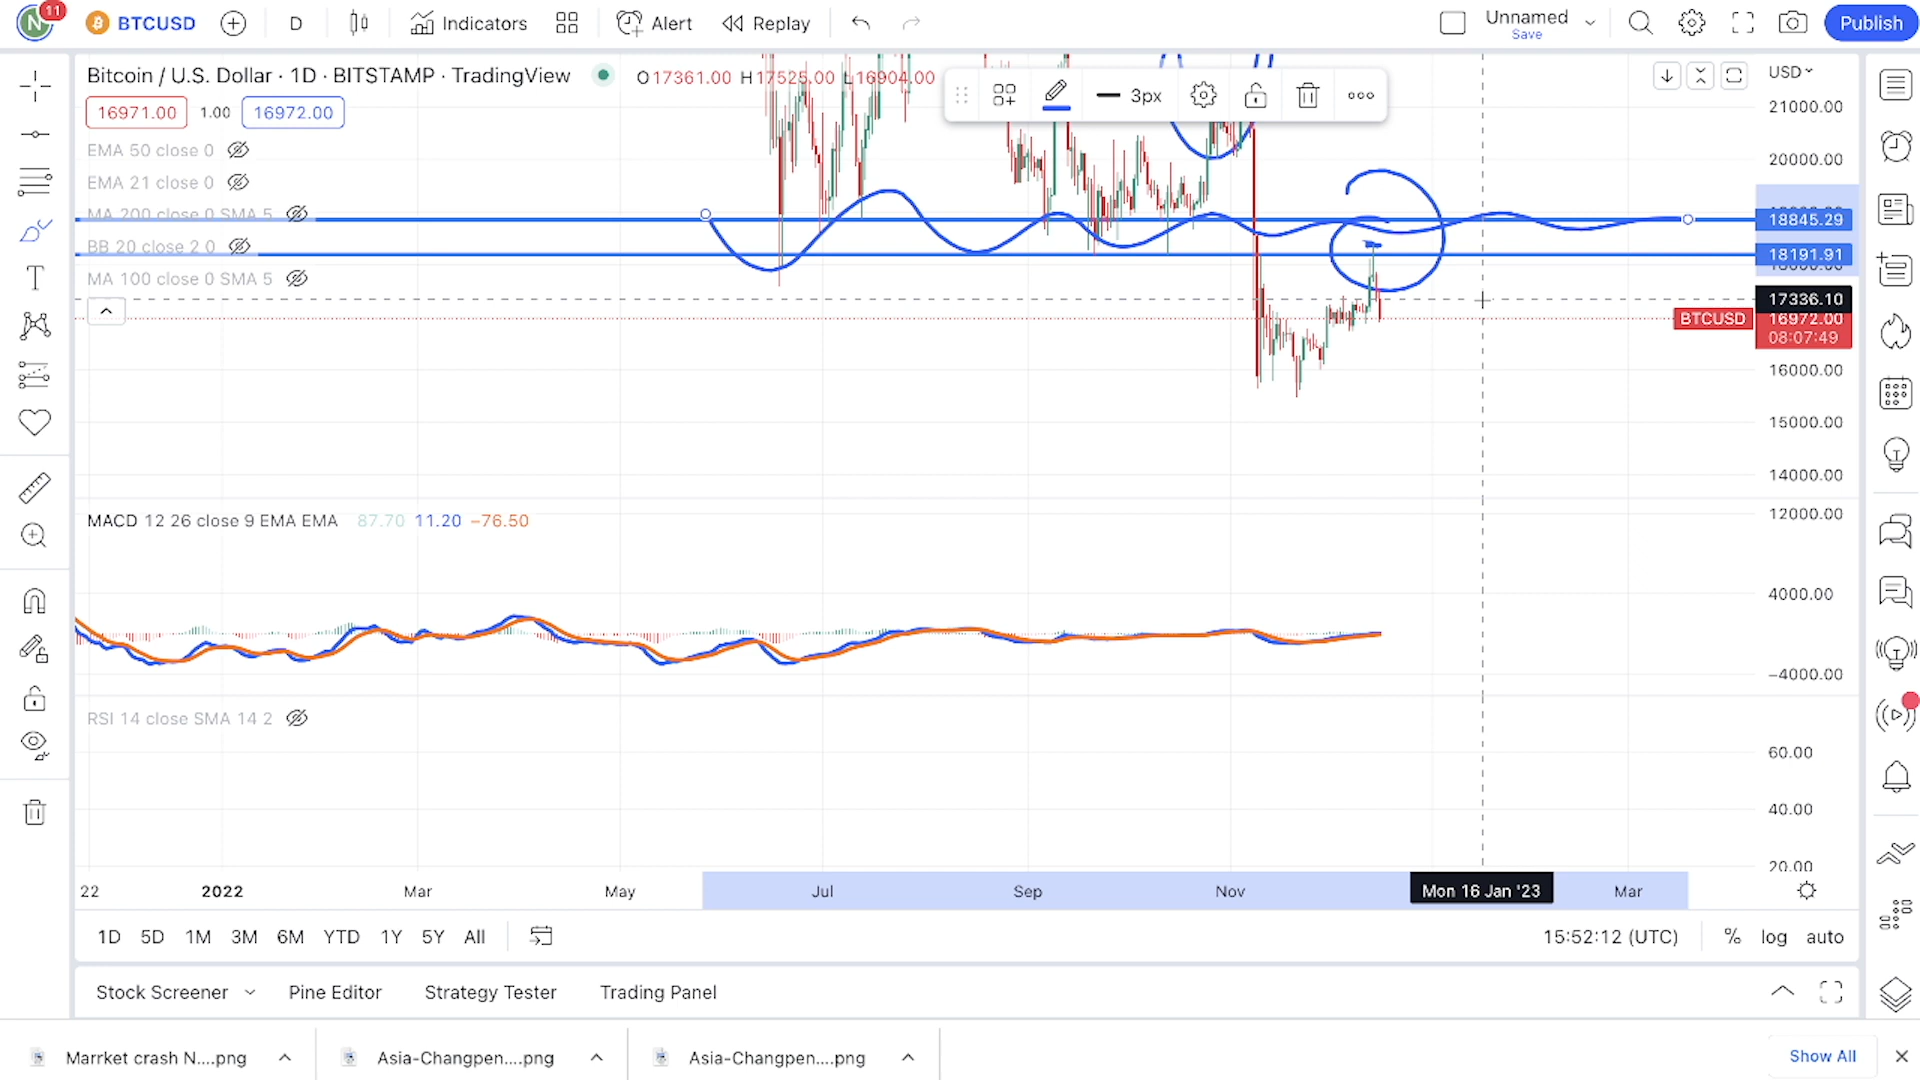 N 11 BTCUSD D Indicators Alert Replay Unnamed Save Publish
Bitcoin / U.S. Dollar · 1D · BITSTAMP · TradingView O17361.00 H17525.00 L16904.00
16971.00 1.00 16972.00
EMA 50 close 0
EMA 21 close 0
MA 200 close 0 SMA 5
BB 20 close 2 0
MA 100 close 0 SMA 5
3px
USD
21000.00
20000.00
18845.29
18191.91
18000.00
17336.10
BTCUSD 16972.00
08:07:49
16000.00
15000.00
14000.00
MACD 12 26 close 9 EMA EMA 87.70 11.20 −76.50
12000.00
4000.00
−4000.00
RSI 14 close SMA 14 2
60.00
40.00
20.00
22 2022 Mar May Jul Sep Nov Mon 16 Jan '23 Mar
1D 5D 1M 3M 6M YTD 1Y 5Y All 15:52:12 (UTC) % log auto
Stock Screener Pine Editor Strategy Tester Trading Panel
Marrket crash N....png Asia-Changpen....png Asia-Changpen....png Show All